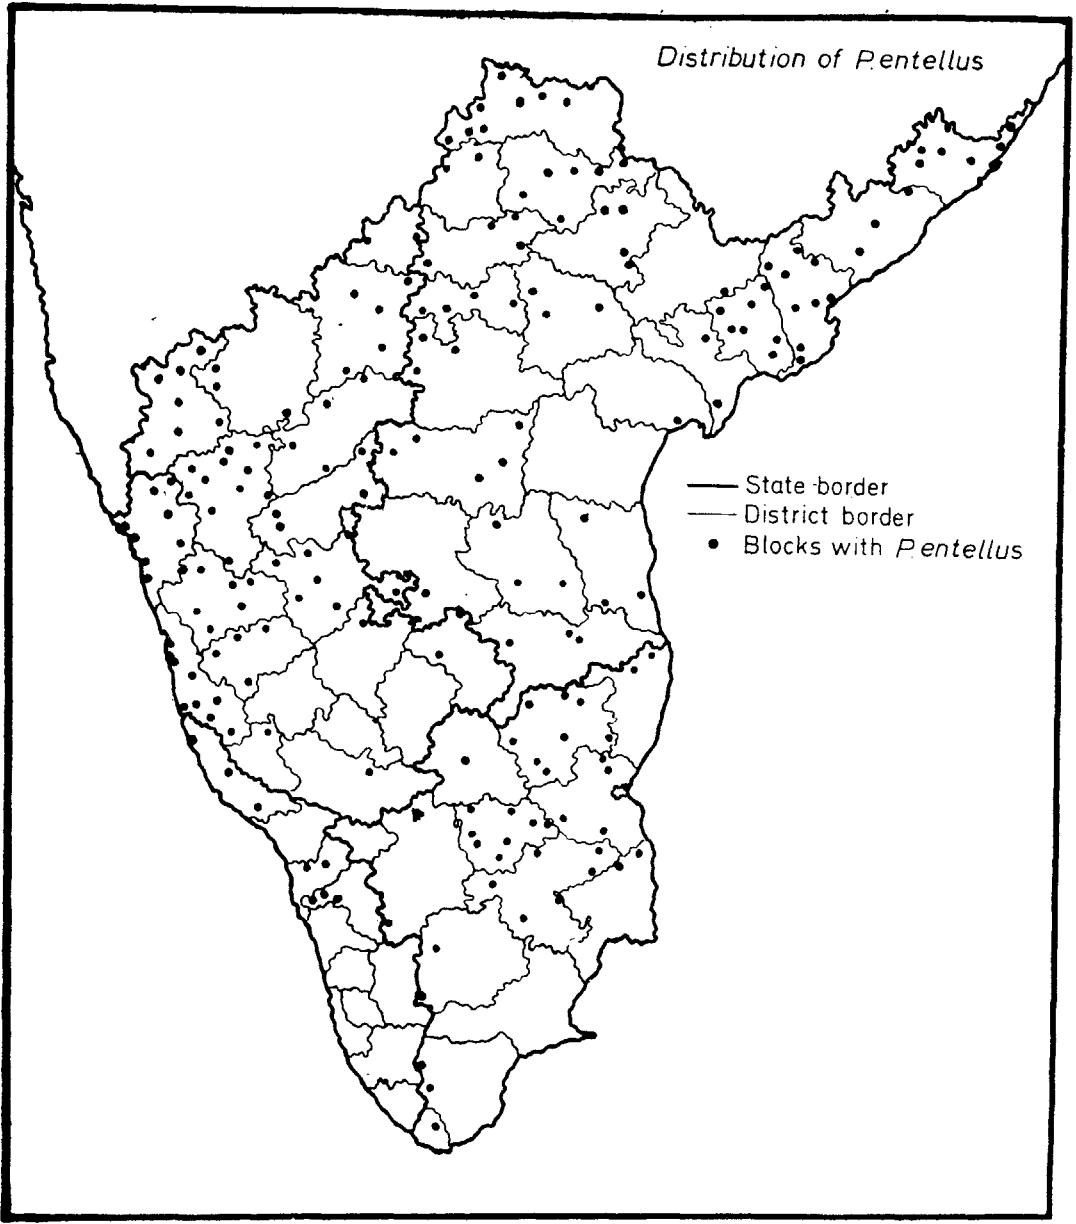 Distribution of P.entellus
State border
District border
Blocks with P.entellus